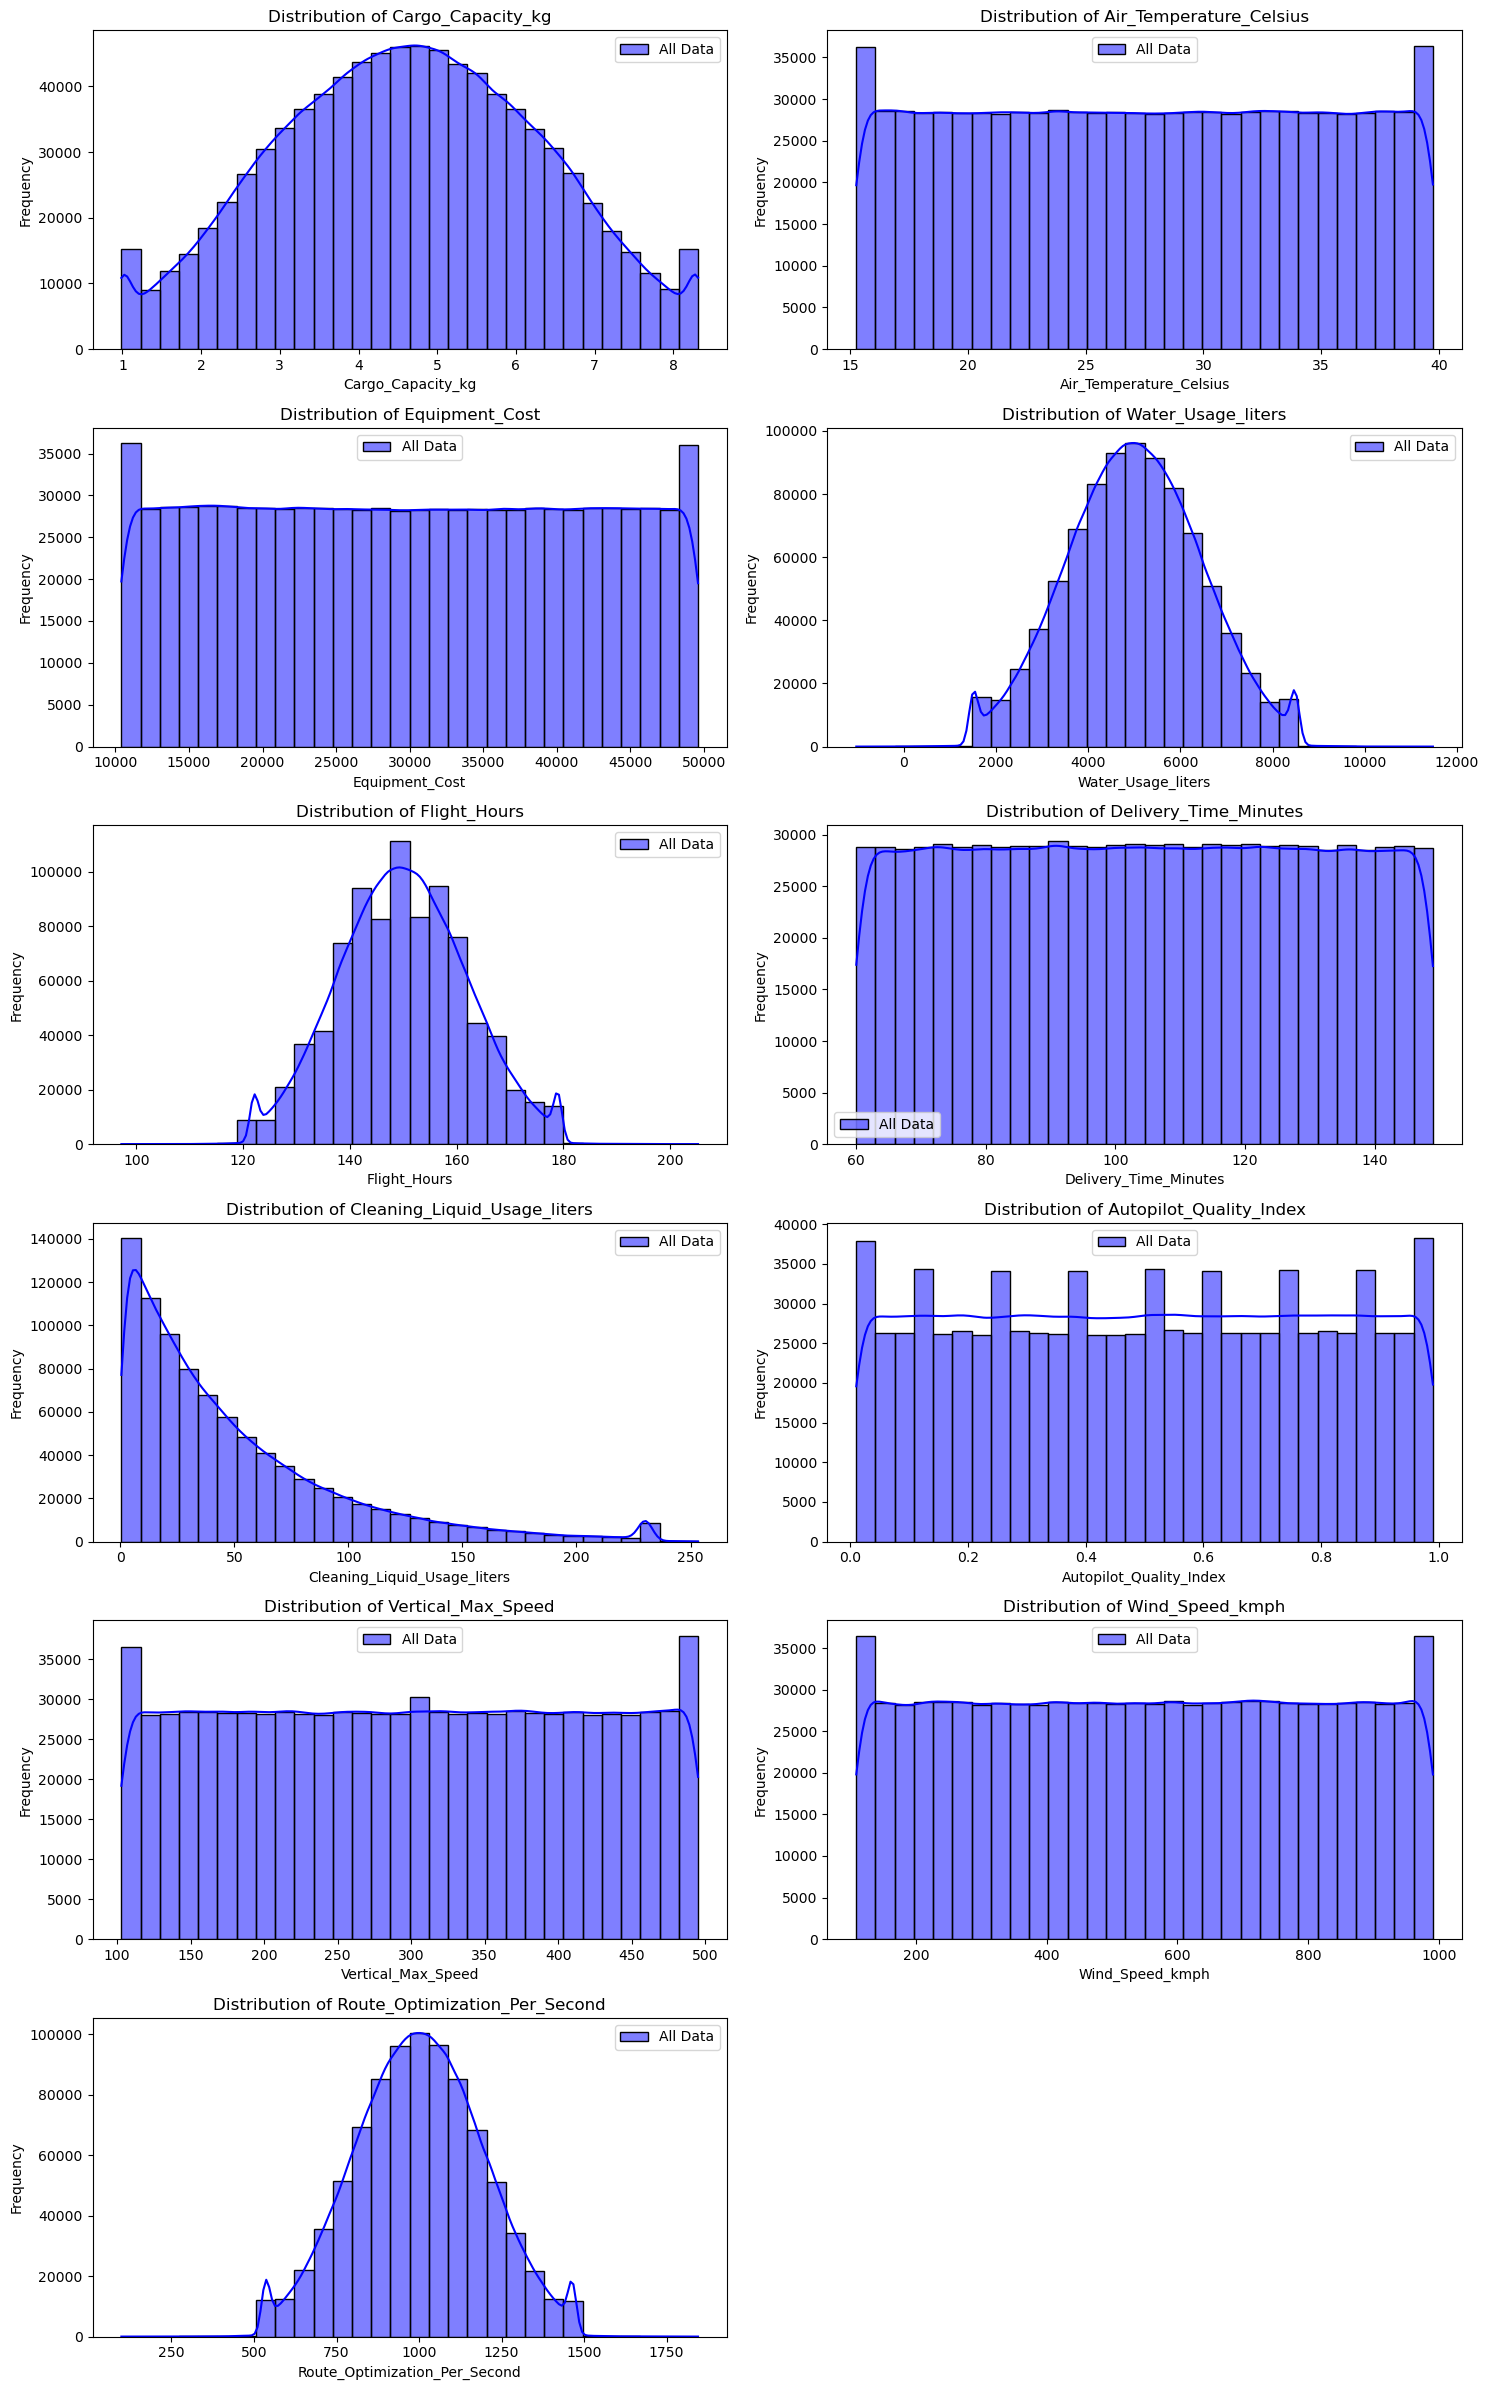 Distribution of Cargo_Capacity_kg
All Data
Frequency
40000
30000
20000
10000
0
1 2 3 4 5 6 7 8
Cargo_Capacity_kg
Distribution of Air_Temperature_Celsius
All Data
Frequency
35000
30000
25000
20000
15000
10000
5000
0
15 20 25 30 35 40
Air_Temperature_Celsius
Distribution of Equipment_Cost
All Data
Frequency
35000
30000
25000
20000
15000
10000
5000
0
10000 15000 20000 25000 30000 35000 40000 45000 50000
Equipment_Cost
Distribution of Water_Usage_liters
All Data
Frequency
100000
80000
60000
40000
20000
0
0 2000 4000 6000 8000 10000 12000
Water_Usage_liters
Distribution of Flight_Hours
All Data
Frequency
100000
80000
60000
40000
20000
0
100 120 140 160 180 200
Flight_Hours
Distribution of Delivery_Time_Minutes
Frequency
30000
25000
20000
15000
10000
5000
0
All Data
60 80 100 120 140
Delivery_Time_Minutes
Distribution of Cleaning_Liquid_Usage_liters
All Data
Frequency
140000
120000
100000
80000
60000
40000
20000
0
0 50 100 150 200 250
Cleaning_Liquid_Usage_liters
Distribution of Autopilot_Quality_Index
All Data
Frequency
40000
35000
30000
25000
20000
15000
10000
5000
0
0.0 0.2 0.4 0.6 0.8 1.0
Autopilot_Quality_Index
Distribution of Vertical_Max_Speed
All Data
Frequency
35000
30000
25000
20000
15000
10000
5000
0
100 150 200 250 300 350 400 450 500
Vertical_Max_Speed
Distribution of Wind_Speed_kmph
All Data
Frequency
35000
30000
25000
20000
15000
10000
5000
0
200 400 600 800 1000
Wind_Speed_kmph
Distribution of Route_Optimization_Per_Second
All Data
Frequency
100000
80000
60000
40000
20000
0
250 500 750 1000 1250 1500 1750
Route_Optimization_Per_Second